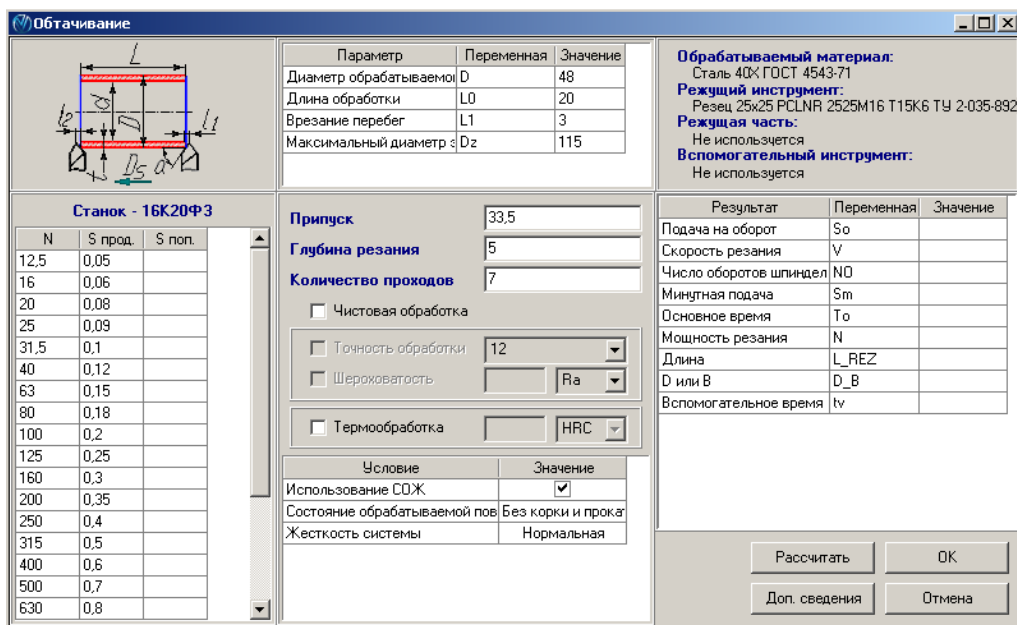 Обтачивание
L
d
D
l2
l1
t
Ds
a
Параметр Переменная Значение
Диаметр обрабатываемо D 48
Длина обработки L0 20
Врезание перебег L1 3
Максимальный диаметр з Dz 115
Обрабатываемый материал:
Сталь 40Х ГОСТ 4543-71
Режущий инструмент:
Резец 25x25 PCLNR 2525M16 Т15К6 ТУ 2-035-892
Режущая часть:
Не используется
Вспомогательный инструмент:
Не используется
Станок - 16К20Ф3
N S прод. S поп.
12,5 0,05
16 0,06
20 0,08
25 0,09
31,5 0,1
40 0,12
63 0,15
80 0,18
100 0,2
125 0,25
160 0,3
200 0,35
250 0,4
315 0,5
400 0,6
500 0,7
630 0,8
Припуск 33,5
Глубина резания 5
Количество проходов 7
Чистовая обработка
Точность обработки 12
Шероховатость Ra
Термообработка HRC
Условие Значение
Использование СОЖ
Состояние обрабатываемой пов Без корки и прокат
Жесткость системы Нормальная
Результат Переменная Значение
Подача на оборот So
Скорость резания V
Число оборотов шпиндел NO
Минутная подача Sm
Основное время To
Мощность резания N
Длина L_REZ
D или B D_B
Вспомогательное время tv
Рассчитать OK
Доп. сведения Отмена